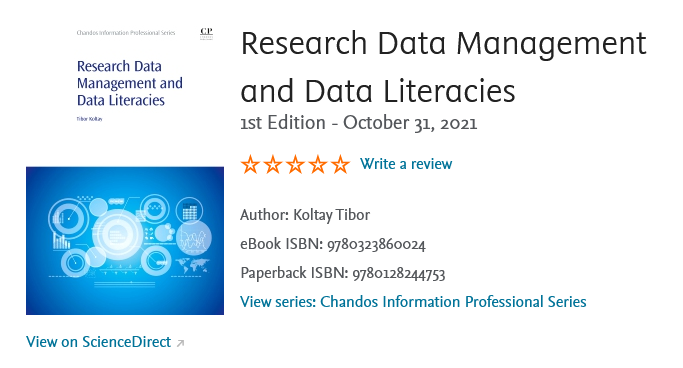 Chandos Information Professional Series
CP
Research Data
Management and
Data Literacies
Tibor Koltay
View on ScienceDirect
Research Data Management
and Data Literacies
1st Edition - October 31, 2021
Write a review
Author: Koltay Tibor
eBook ISBN: 9780323860024
Paperback ISBN: 9780128244753
View series: Chandos Information Professional Series